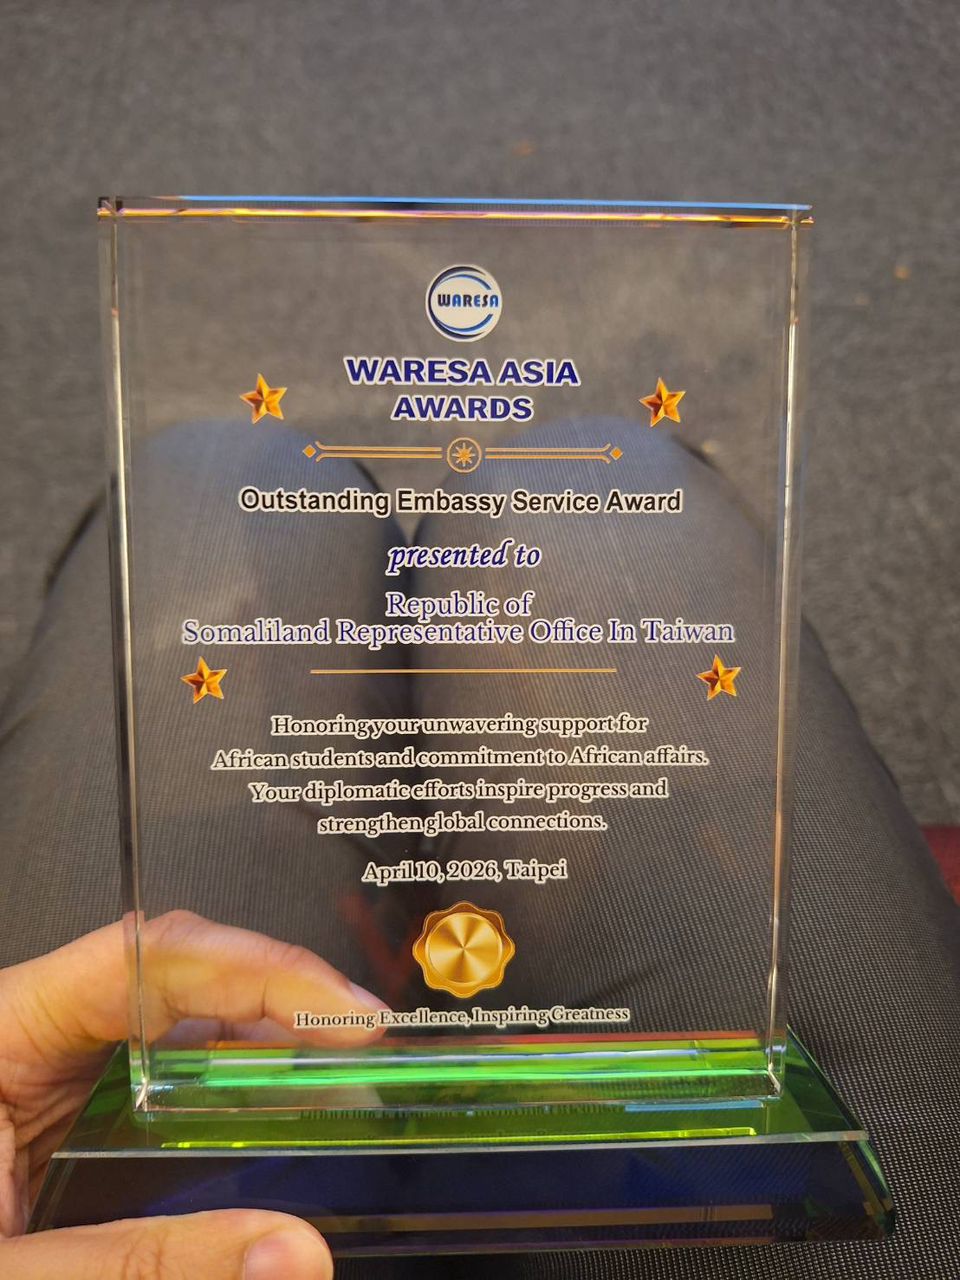 WARESA
WARESA ASIA
AWARDS
Outstanding Embassy Service Award
presented to
Republic of
Somaliland Representative Office In Taiwan
Honoring your unwavering support for
African students and commitment to African affairs.
Your diplomatic efforts inspire progress and
strengthen global connections.
April 10, 2026, Taipei
Honoring Excellence, Inspiring Greatness